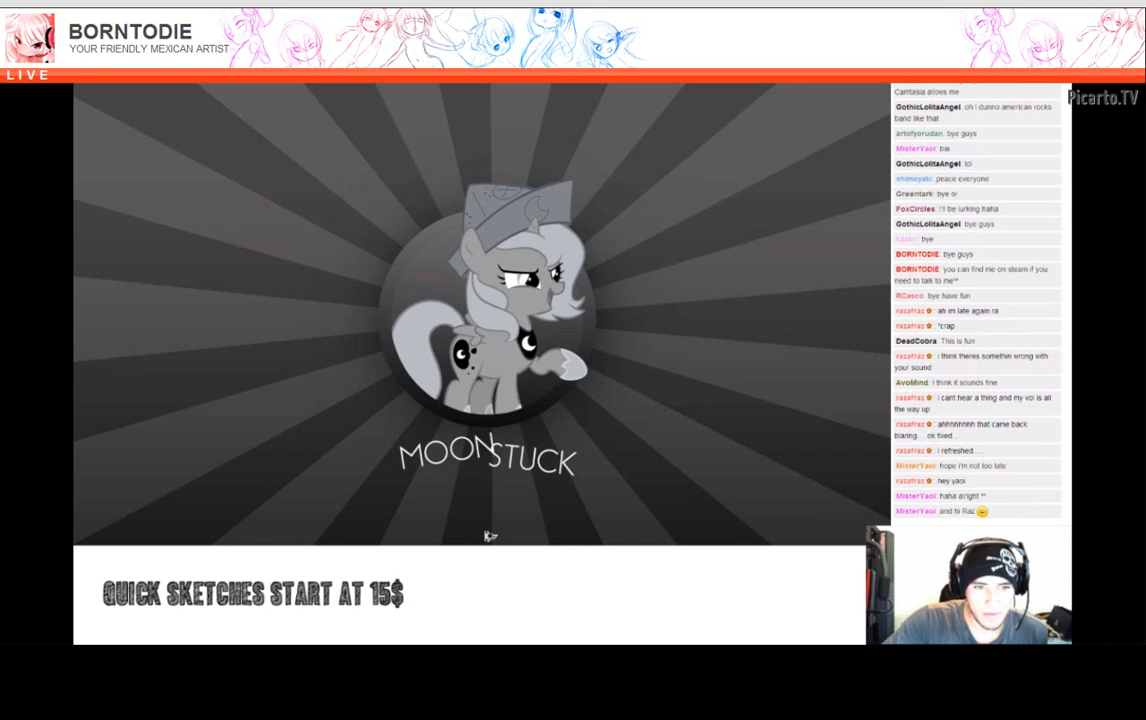 BORNTODIE
YOUR FRIENDLY MEXICAN ARTIST
LIVE
Picarto.TV
Camtasia allows me
GothicLolitaAngel: oh i dunno american rocks
band like that
artofyorudan: bye guys
MisterYaoi: bai
GothicLolitaAngel: lol
shimoyaki: peace everyone
Greentark: bye o/
FoxCircles: I'll be lurking haha
GothicLolitaAngel: bye guys
bye
BORNTODIE: bye guys
BORNTODIE: you can find me on steam if you
need to talk to me^^
RCasco: bye have fun
razafraz: ah im late again ra
razafraz: *crap
DeadCobra: This is fun
razafraz: i think theres somethin wrong with
your sound
AvoMind: I think it sounds fine
razafraz: i cant hear a thing and my vol is all
the way up
razafraz: ahhhhhhhh that came back
blaring.... ok fixed..
razafraz: i refreshed.....
MisterYaoi: hope i'm not too late
razafraz: hey yaoi
MisterYaoi: haha alright ^^
MisterYaoi: and hi Raz
MOONSTUCK
QUICK SKETCHES START AT 15$